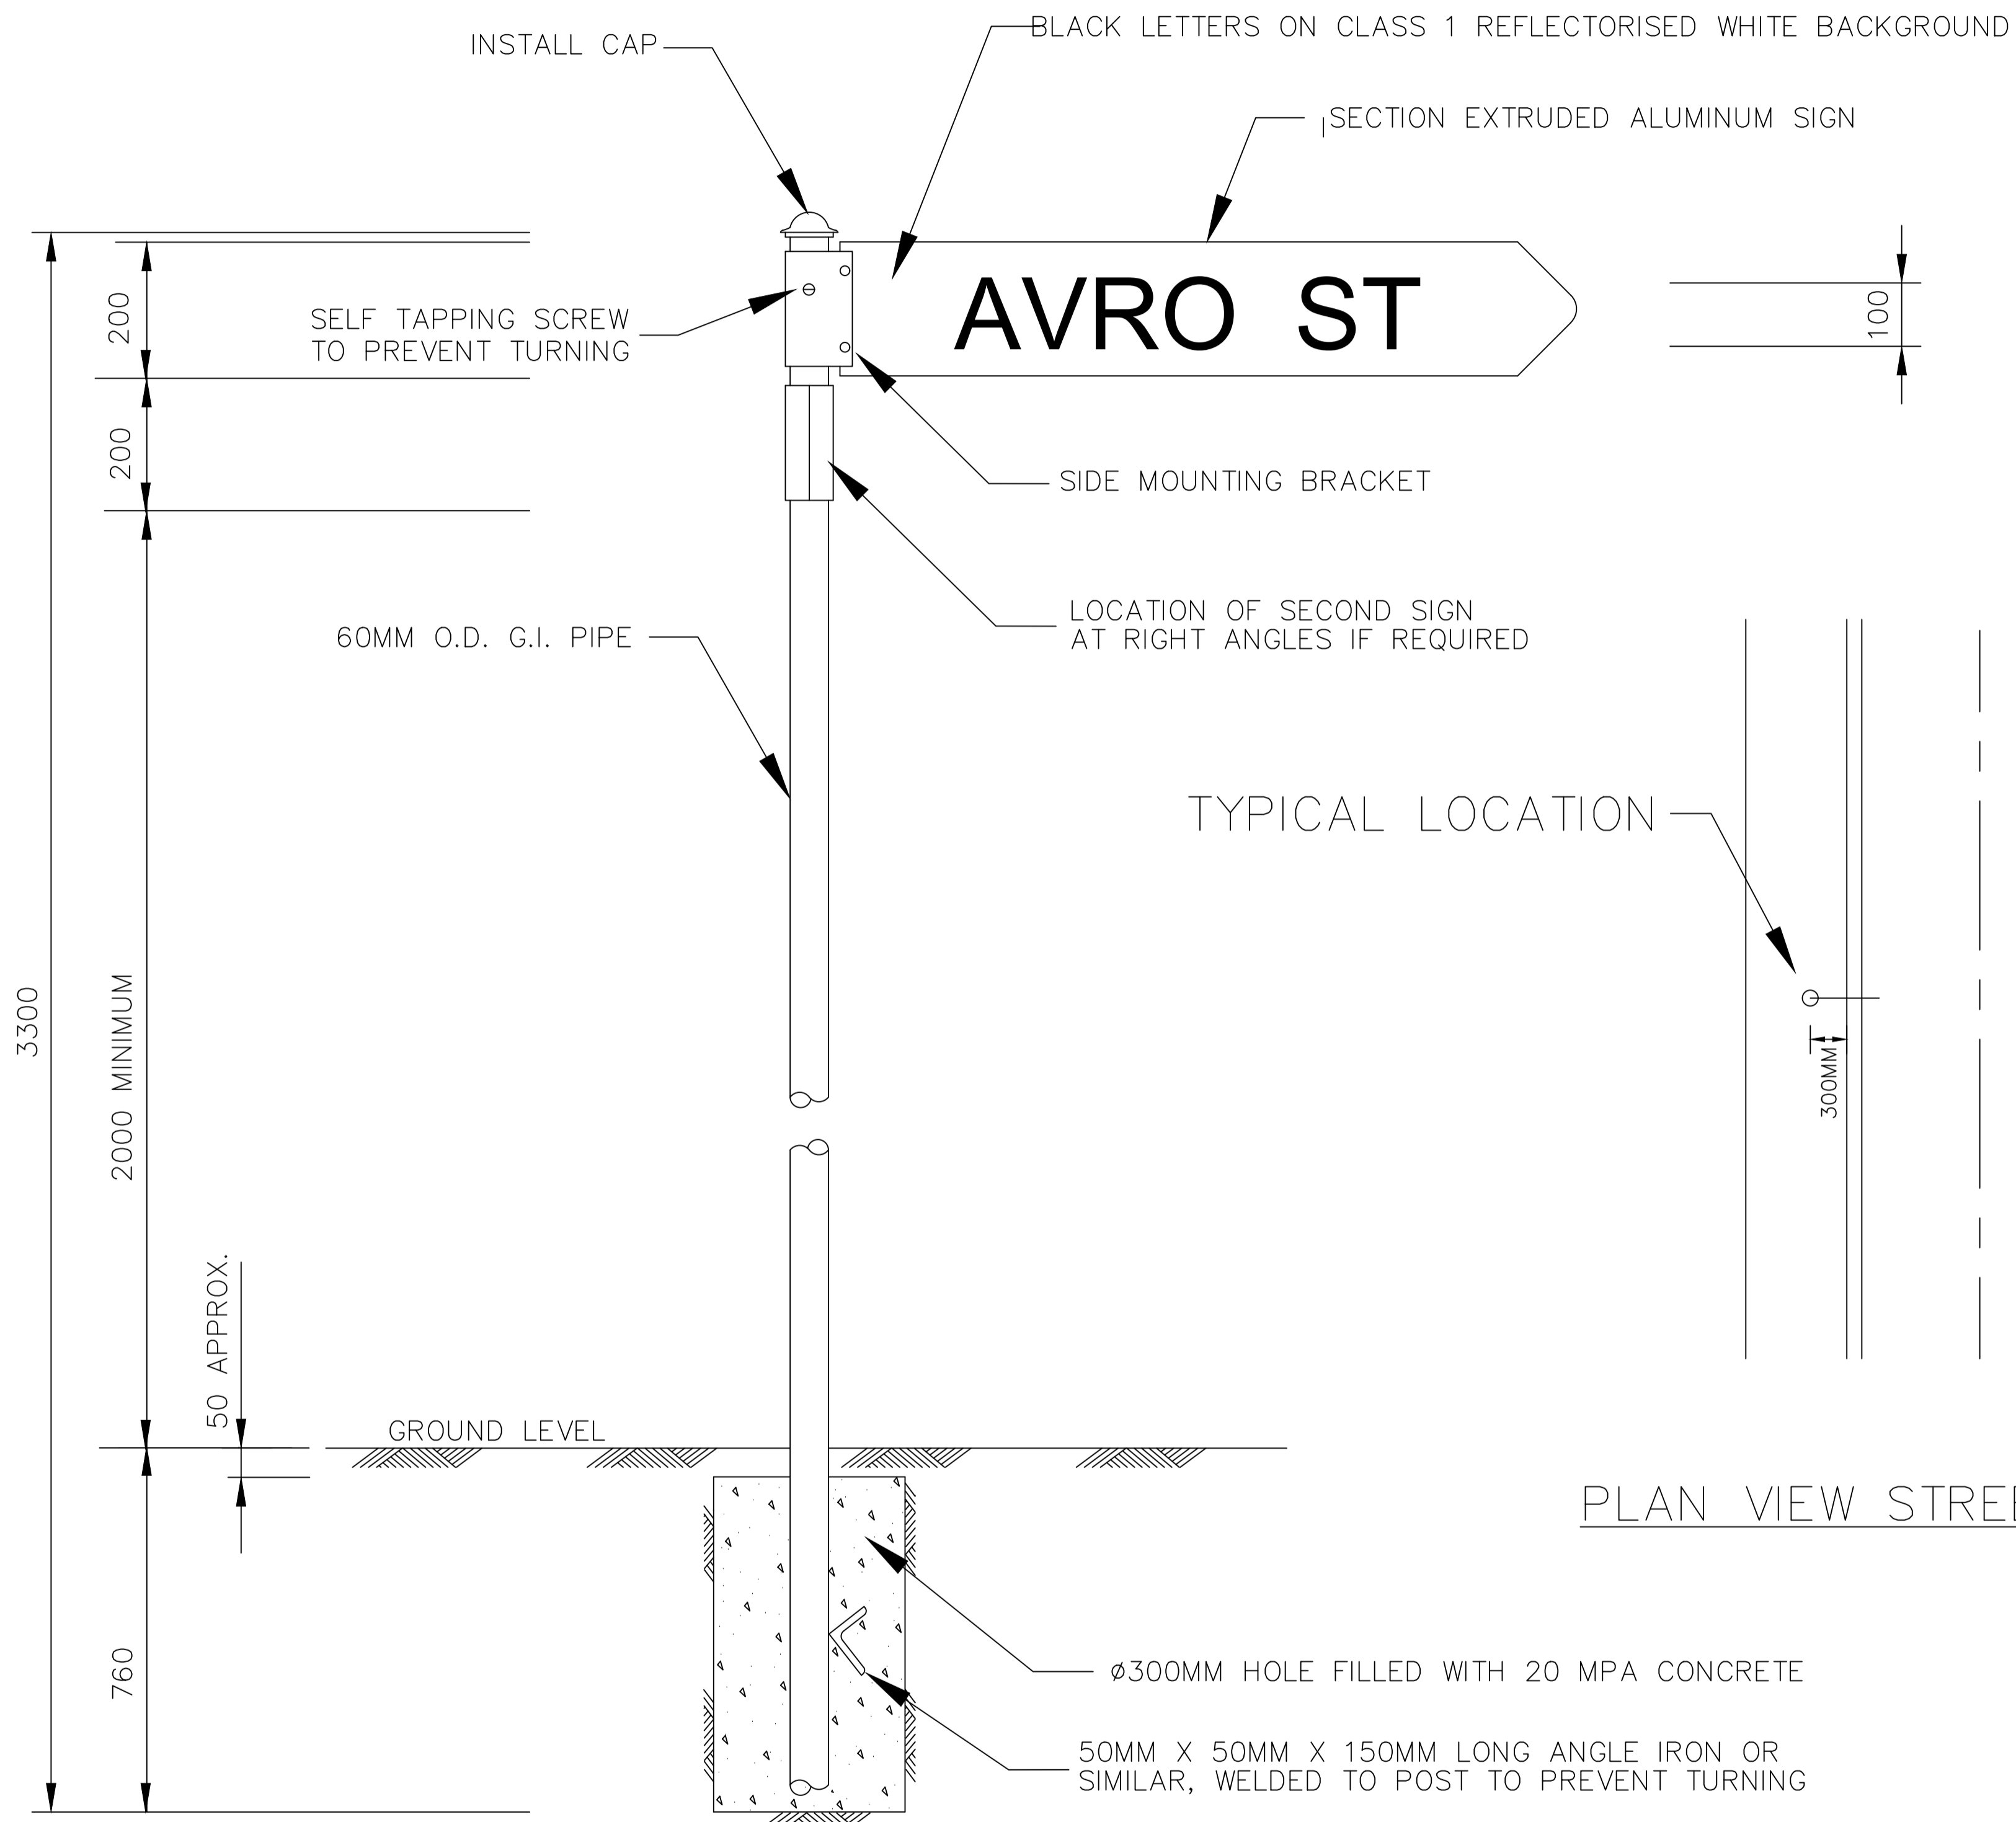 INSTALL CAP
BLACK LETTERS ON CLASS 1 REFLECTORISED WHITE BACKGROUND
SECTION EXTRUDED ALUMINUM SIGN
200
SELF TAPPING SCREW
TO PREVENT TURNING
AVRO ST
100
200
SIDE MOUNTING BRACKET
LOCATION OF SECOND SIGN
AT RIGHT ANGLES IF REQUIRED
60MM O.D. G.I. PIPE
TYPICAL LOCATION
3300
2000 MINIMUM
300MM
50 APPROX.
GROUND LEVEL
PLAN VIEW
760
Ø300MM HOLE FILLED WITH 20 MPA CONCRETE
50MM X 50MM X 150MM LONG ANGLE IRON OR
SIMILAR, WELDED TO POST TO PREVENT TURNING